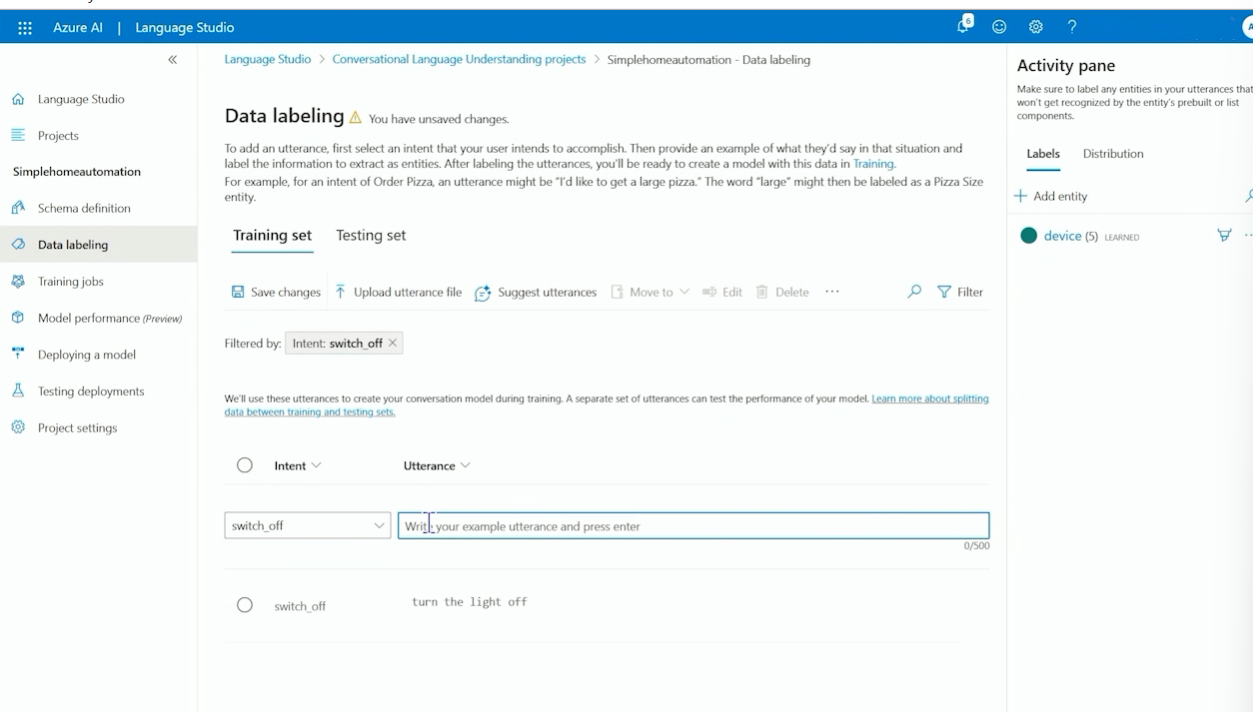 Azure AI | Language Studio
6
Language Studio > Conversational Language Understanding projects > Simplehomeautomation - Data labeling
Language Studio
Projects
Simplehomeautomation
Schema definition
Data labeling
Training jobs
Model performance (Preview)
Deploying a model
Testing deployments
Project settings
Data labeling
You have unsaved changes.
To add an utterance, first select an intent that your user intends to accomplish. Then provide an example of what they'd say in that situation and
label the information to extract as entities. After labeling the utterances, you'll be ready to create a model with this data in Training.
For example, for an intent of Order Pizza, an utterance might be "I'd like to get a large pizza." The word "large" might then be labeled as a Pizza Size
entity.
Training set Testing set
Save changes Upload utterance file Suggest utterances Move to Edit Delete ... Filter
Filtered by: Intent: switch_off
We'll use these utterances to create your conversation model during training. A separate set of utterances can test the performance of your model. Learn more about splitting
data between training and testing sets.
Intent Utterance
switch_off Write your example utterance and press enter
0/500
switch_off turn the light off
Activity pane
Make sure to label any entities in your utterances that
won't get recognized by the entity's prebuilt or list
components.
Labels Distribution
+ Add entity
device (5) LEARNED